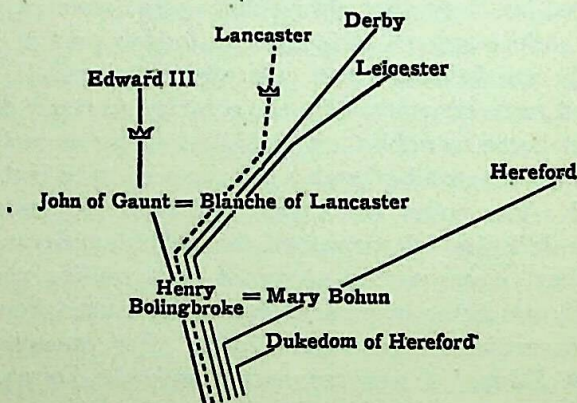 Derby
Lancaster
Leicester
Edward III
Hereford
John of Gaunt = Blanche of Lancaster
Henry
Bolingbroke = Mary Bohun
Dukedom of Hereford